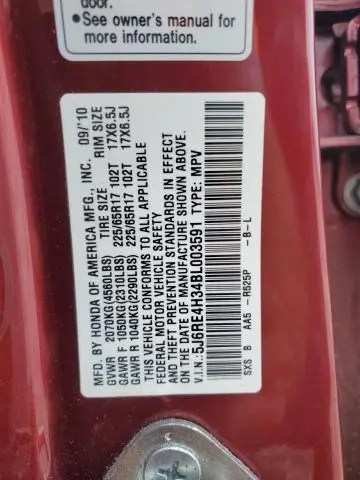 door.
•See owner's manual for
more information.
MFD. BY HONDA OF AMERICA MFG., INC. 09/'10
TIRE SIZE RIM SIZE
GVWR 2070KG(4560LBS) 225/65R17 102T 17X6.5J
GAWR F 1050KG(2310LBS) 225/65R17 102T 17X6.5J
GAWR R 1040KG(2290LBS)
THIS VEHICLE CONFORMS TO ALL APPLICABLE
FEDERAL MOTOR VEHICLE SAFETY
AND THEFT PREVENTION STANDARDS IN EFFECT
ON THE DATE OF MANUFACTURE SHOWN ABOVE.
V.I.N.: 5J6RE4H34BL003591 TYPE: MPV
SXS B AA5 -R525P -B-L